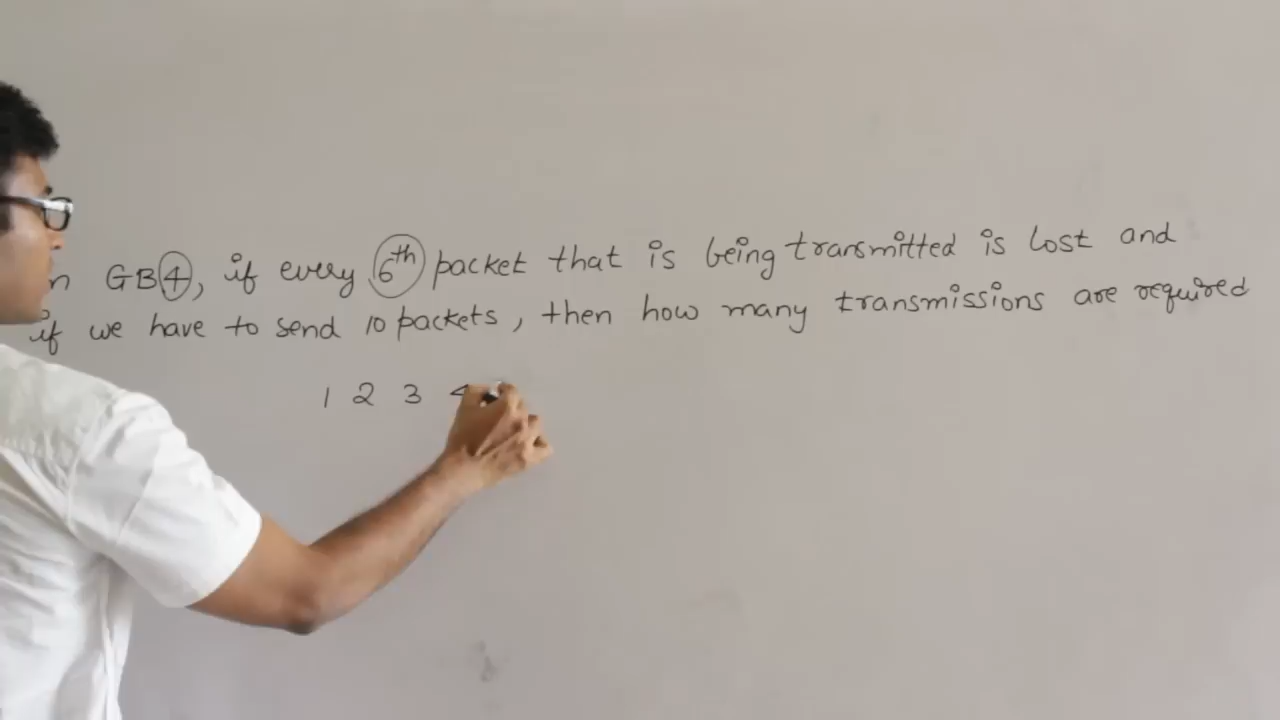 GB4, if every 6th packet that is being transmitted is lost and
if we have to send 10 packets, then how many transmissions are required
1 2 3 4